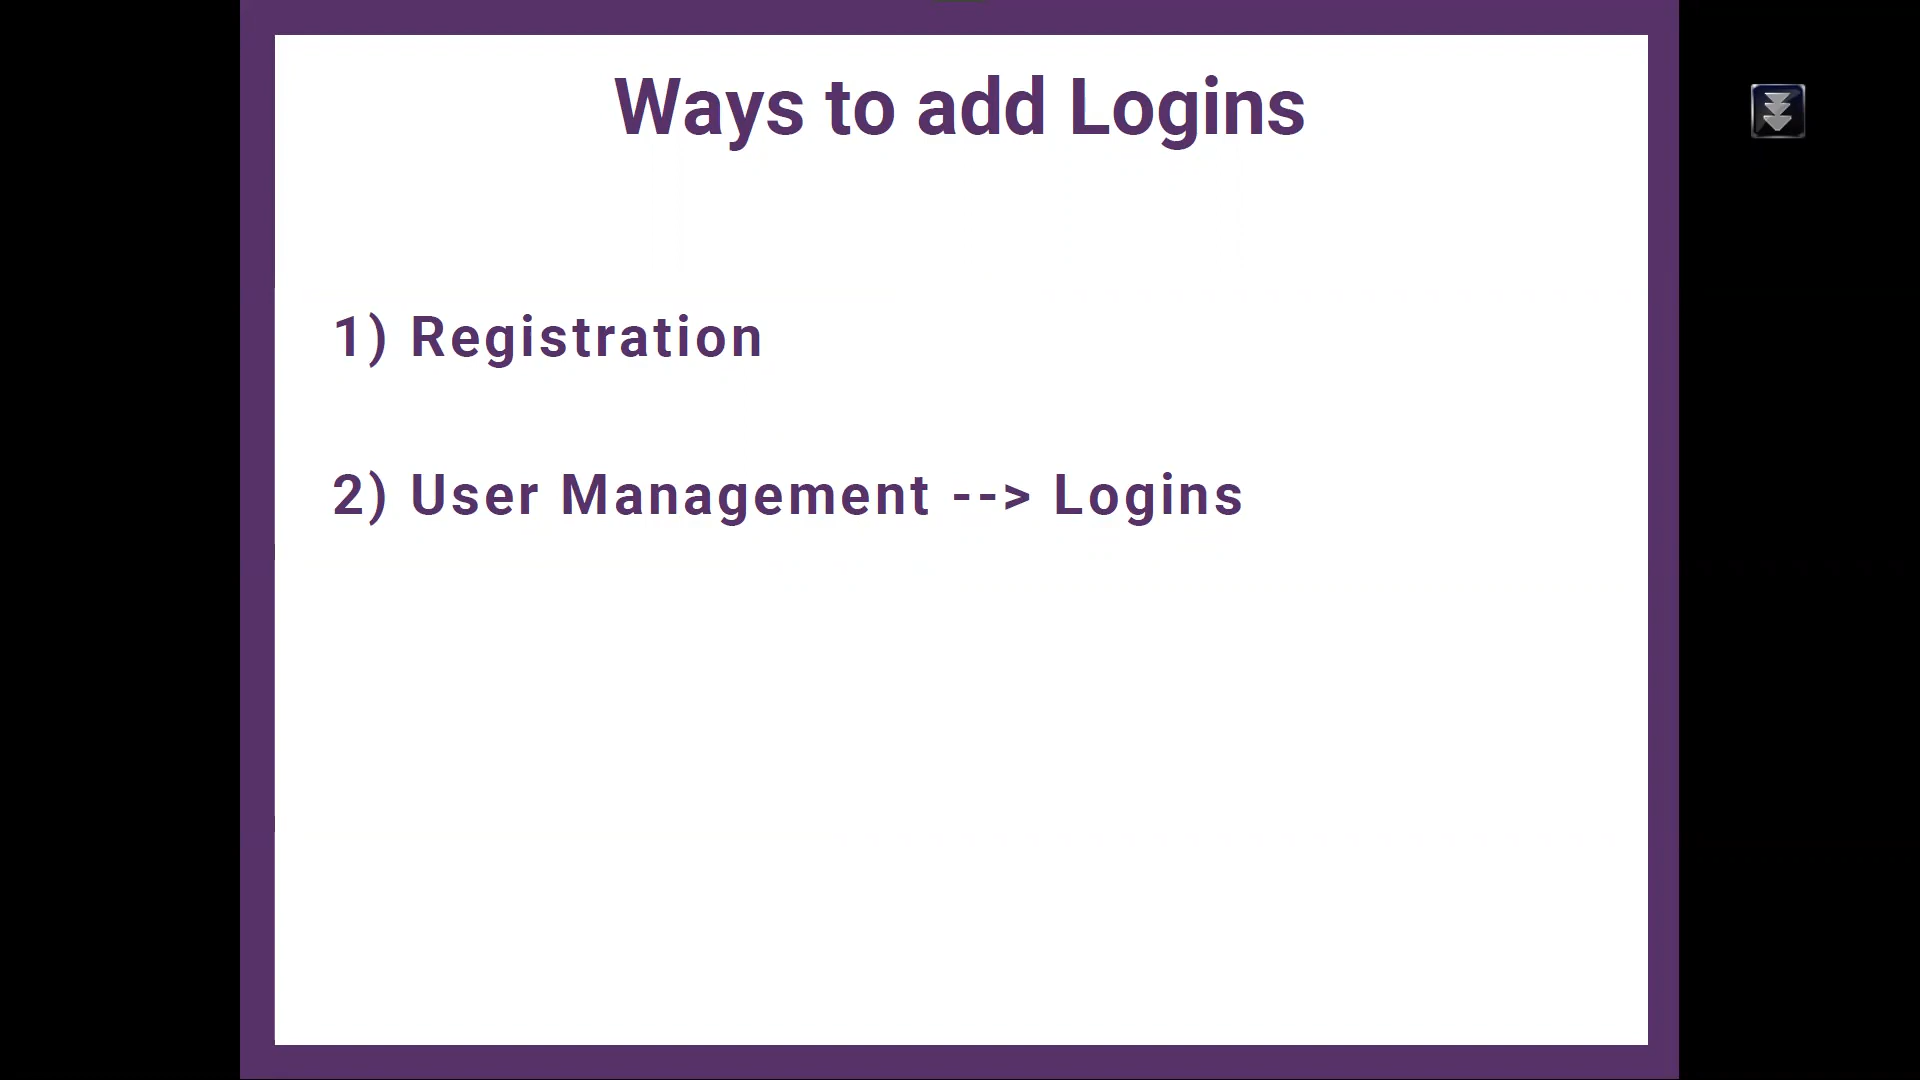 Ways to add Logins
1) Registration
2) User Management --> Logins